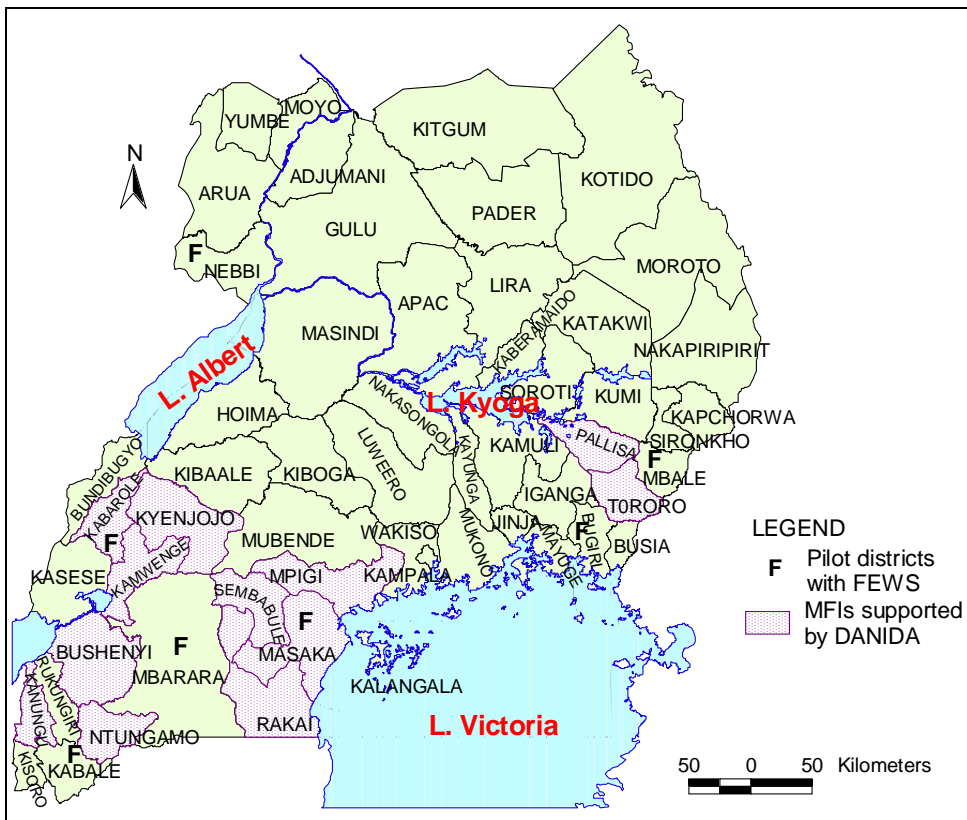 MOYO
YUMBE
KITGUM
N
ADJUMANI
KOTIDO
ARUA
PADER
GULU
F
NEBBI
MOROTO
LIRA
APAC
KABERAMAIDO
KATAKWI
MASINDI
NAKAPIRIPIRIT
L. Albert
NAKASONGOLA
L. Kyoga
SOROTI
KUMI
HOIMA
KAPCHORWA
KAMULI
PALLISA
SIRONKHO
LUWEERO
KAYUNGA
F
BUNDIBUGYO
KIBAALE
KIBOGA
MBALE
IGANGA
KABAROLE
T0RORO
KYENJOJO
MUKONO
JINJA
WAKISO
MUBENDE
F
BUGIRI
MAYUGE
F
BUSIA
KASESE
KAMWENGE
MPIGI
KAMPALA
SEMBABULE
F
BUSHENYI
F
MASAKA
MBARARA
KALANGALA
RUKUNGIRI
KANUNGU
RAKAI
L. Victoria
NTUNGAMO
F
KABALE
KISORO
LEGEND
F Pilot districts
with FEWS
MFIs supported
by DANIDA
50 0 50 Kilometers